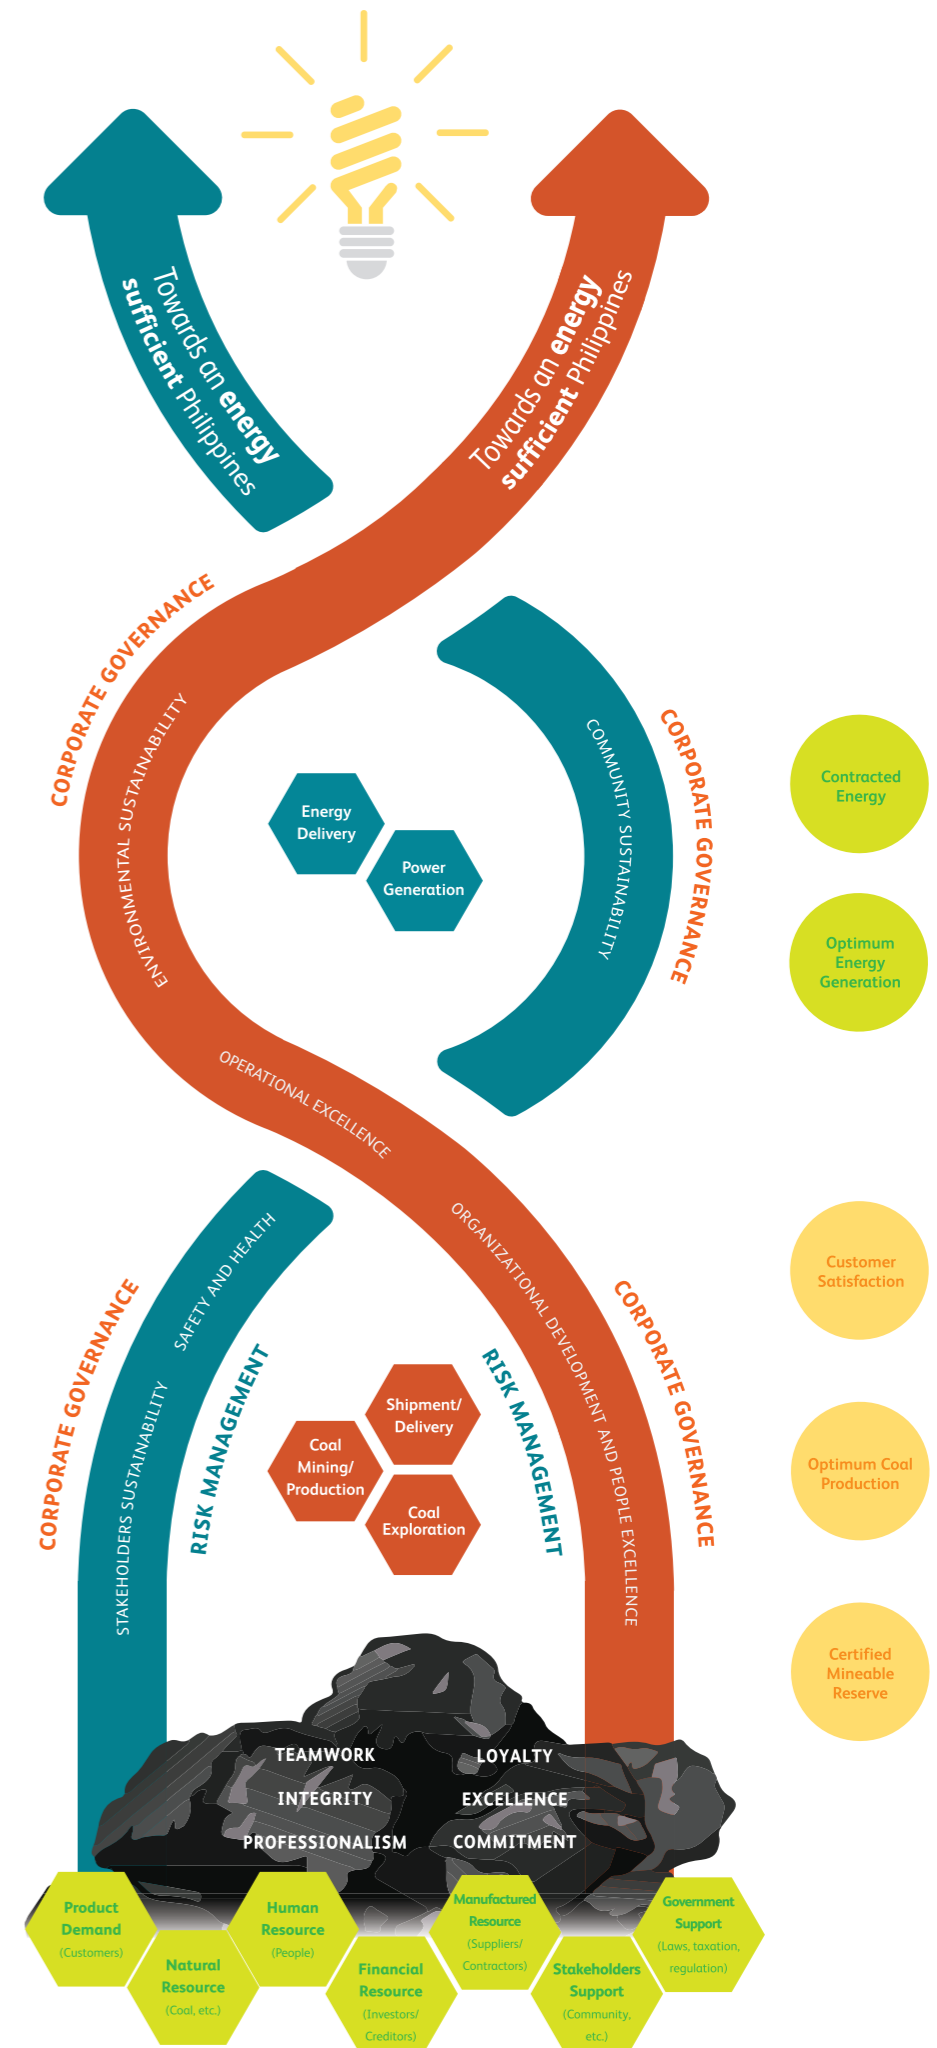 Towards an energy
sufficient Philippines
Towards an energy
sufficient Philippines
CORPORATE GOVERNANCE
ENVIRONMENTAL SUSTAINABILITY
Energy
Delivery
Power
Generation
COMMUNITY SUSTAINABILITY
CORPORATE GOVERNANCE
Contracted
Energy
Optimum
Energy
Generation
OPERATIONAL EXCELLENCE
CORPORATE GOVERNANCE
STAKEHOLDERS SUSTAINABILITY
SAFETY AND HEALTH
RISK MANAGEMENT
Shipment/
Delivery
Coal
Mining/
Production
Coal
Exploration
RISK MANAGEMENT
ORGANIZATIONAL DEVELOPMENT AND PEOPLE EXCELLENCE
CORPORATE GOVERNANCE
Customer
Satisfaction
Optimum Coal
Production
Certified
Mineable
Reserve
TEAMWORK
INTEGRITY
PROFESSIONALISM
LOYALTY
EXCELLENCE
COMMITMENT
Product
Demand
(Customers)
Natural
Resource
(Coal, etc.)
Human
Resource
(People)
Financial
Resource
(Investors/
Creditors)
Manufactured
Resource
(Suppliers/
Contractors)
Stakeholders
Support
(Community,
etc.)
Government
Support
(Laws, taxation,
regulation)